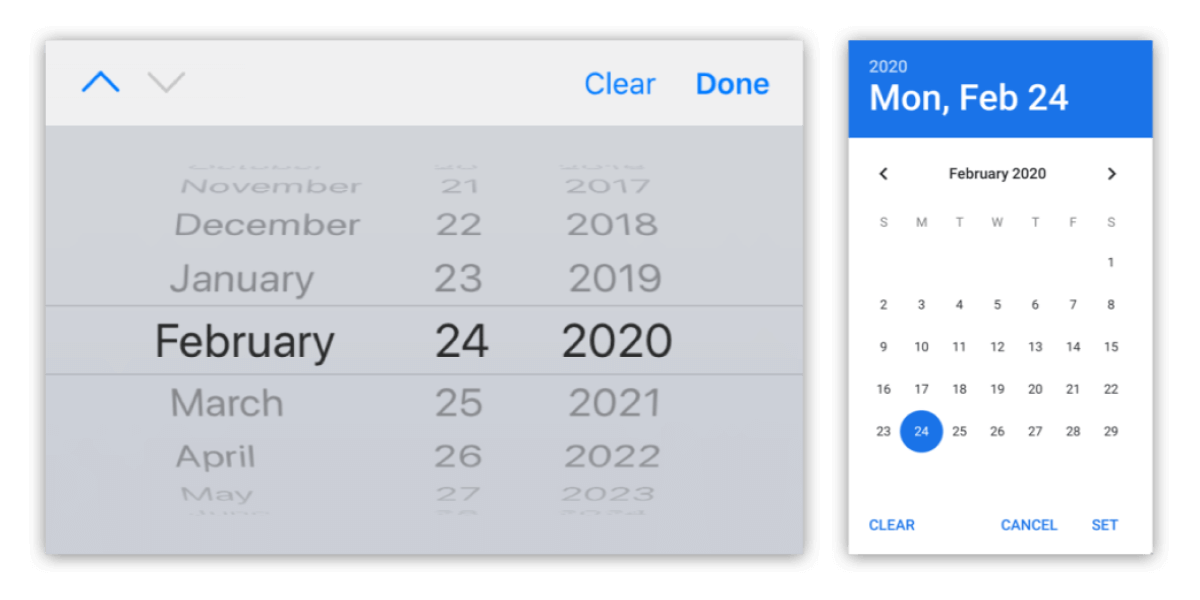 Clear Done
November 21 2017
December 22 2018
January 23 2019
February 24 2020
March 25 2021
April 26 2022
May 27 2023
2020
Mon, Feb 24
February 2020
S M T W T F S
1
2 3 4 5 6 7 8
9 10 11 12 13 14 15
16 17 18 19 20 21 22
23 24 25 26 27 28 29
CLEAR CANCEL SET